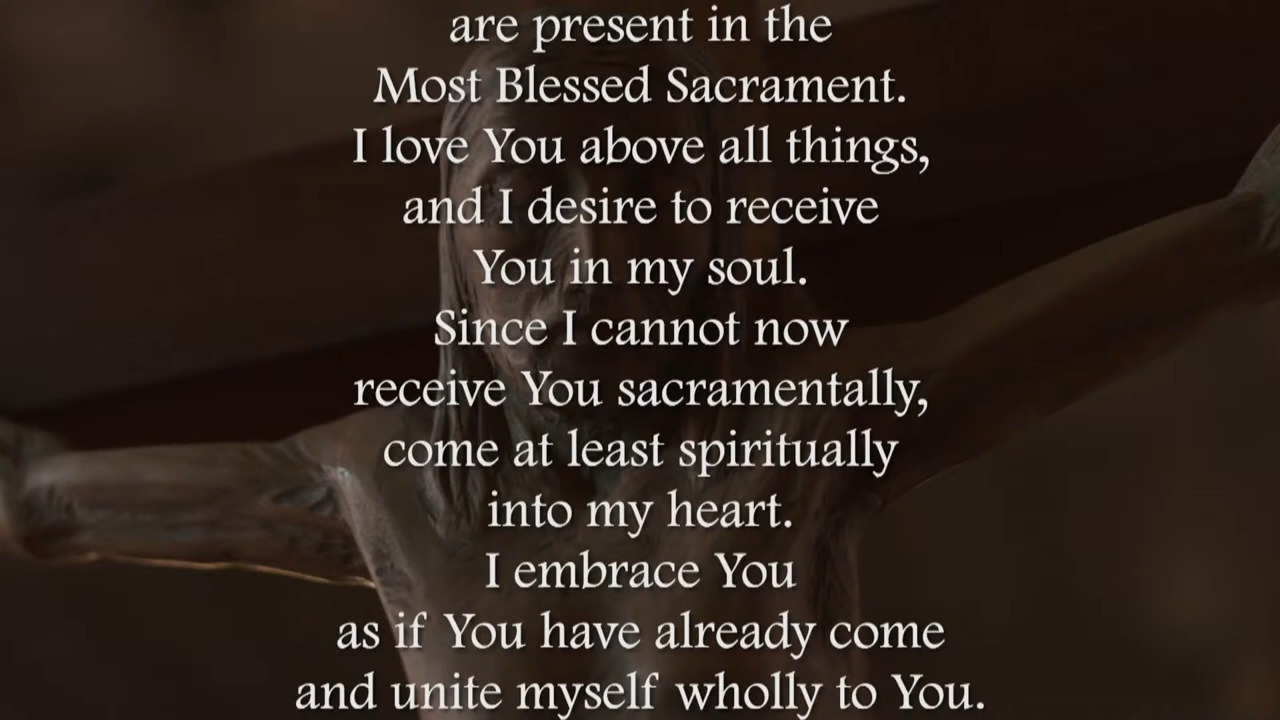 are present in the
Most Blessed Sacrament.
I love You above all things,
and I desire to receive
You in my soul.
Since I cannot now
receive You sacramentally,
come at least spiritually
into my heart.
I embrace You
as if You have already come
and unite myself wholly to You.